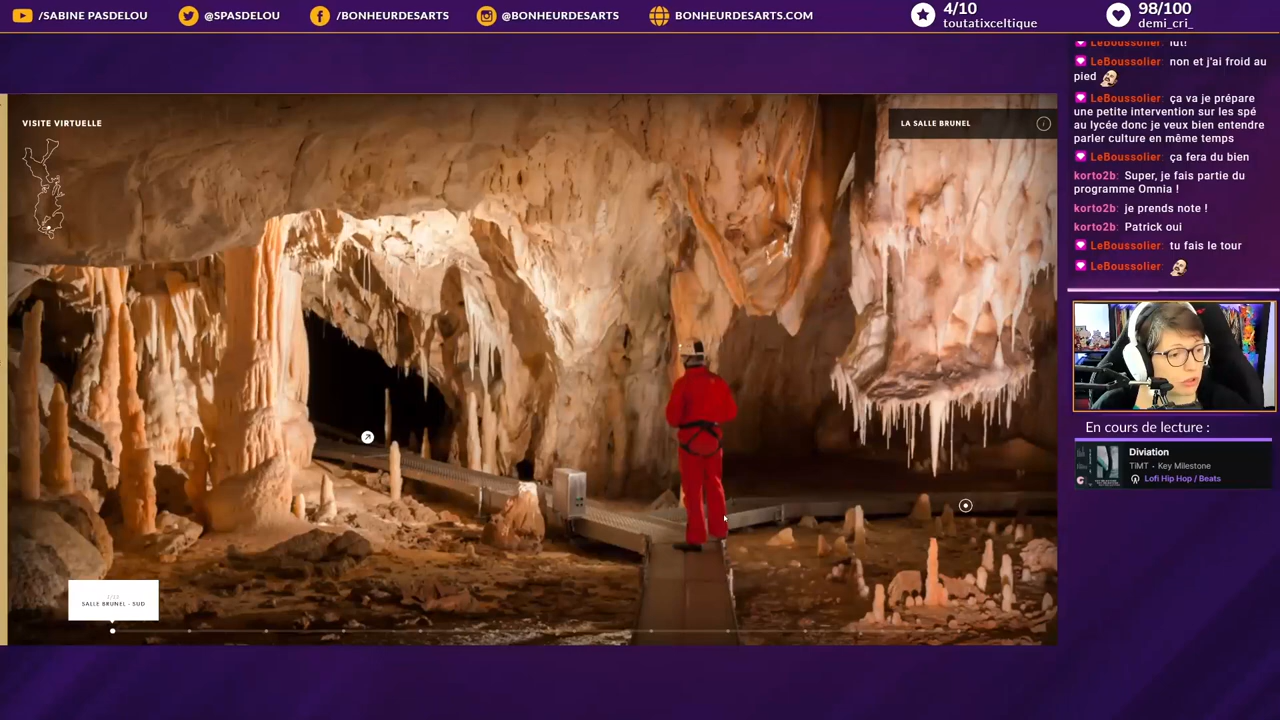 /SABINE PASDELOU
@SPASDELOU
/BONHEURDESARTS
@BONHEURDESARTS
BONHEURDESARTS.COM
4/10
toutatixceltique
98/100
demi_cri_
VISITE VIRTUELLE
LA SALLE BRUNEL
SALLE BRUNEL - SUD
LeBoussolier: lut!
LeBoussolier: non et j'ai froid au
pied
LeBoussolier: ça va je prépare
une petite intervention sur les spé
au lycée donc je veux bien entendre
parler culture en même temps
LeBoussolier: ça fera du bien
korto2b: Super, je fais partie du
programme Omnia !
korto2b: je prends note !
korto2b: Patrick oui
LeBoussolier: tu fais le tour
LeBoussolier:
En cours de lecture :
Diviation
TiMT • Key Milestone
Lofi Hip Hop / Beats